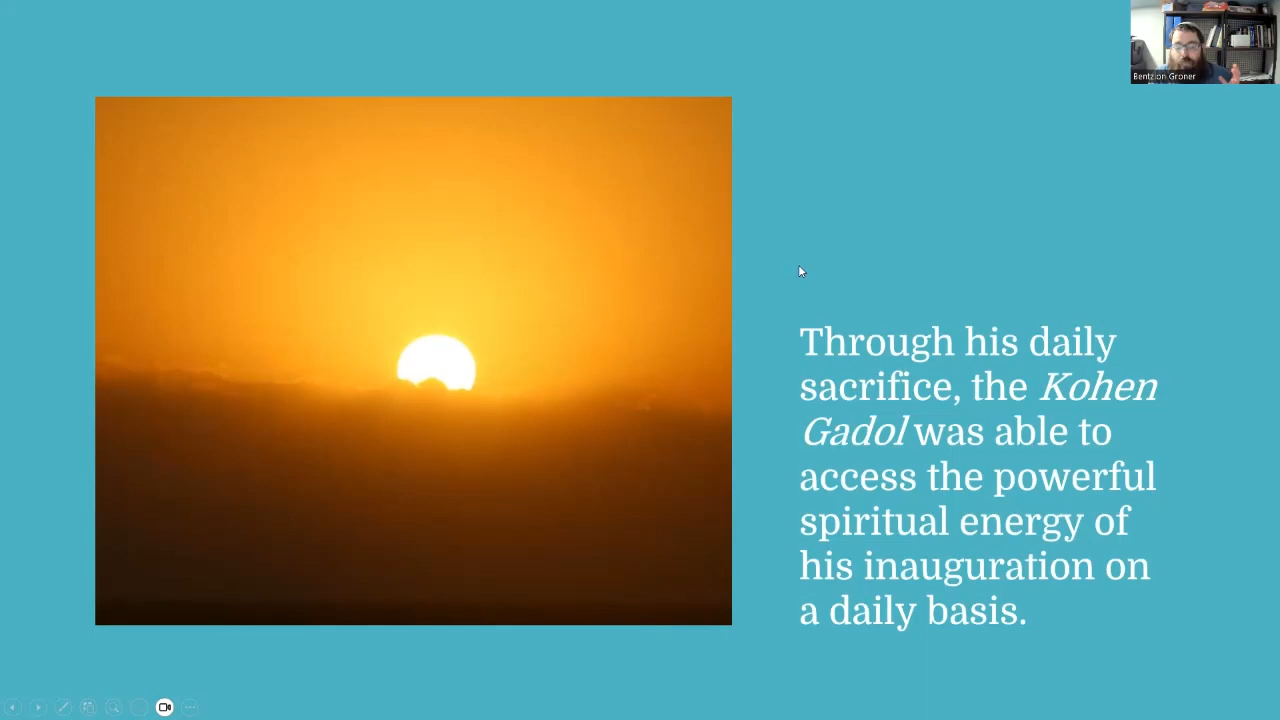 Bentzion Groner
Through his daily
sacrifice, the Kohen
Gadol was able to
access the powerful
spiritual energy of
his inauguration on
a daily basis.